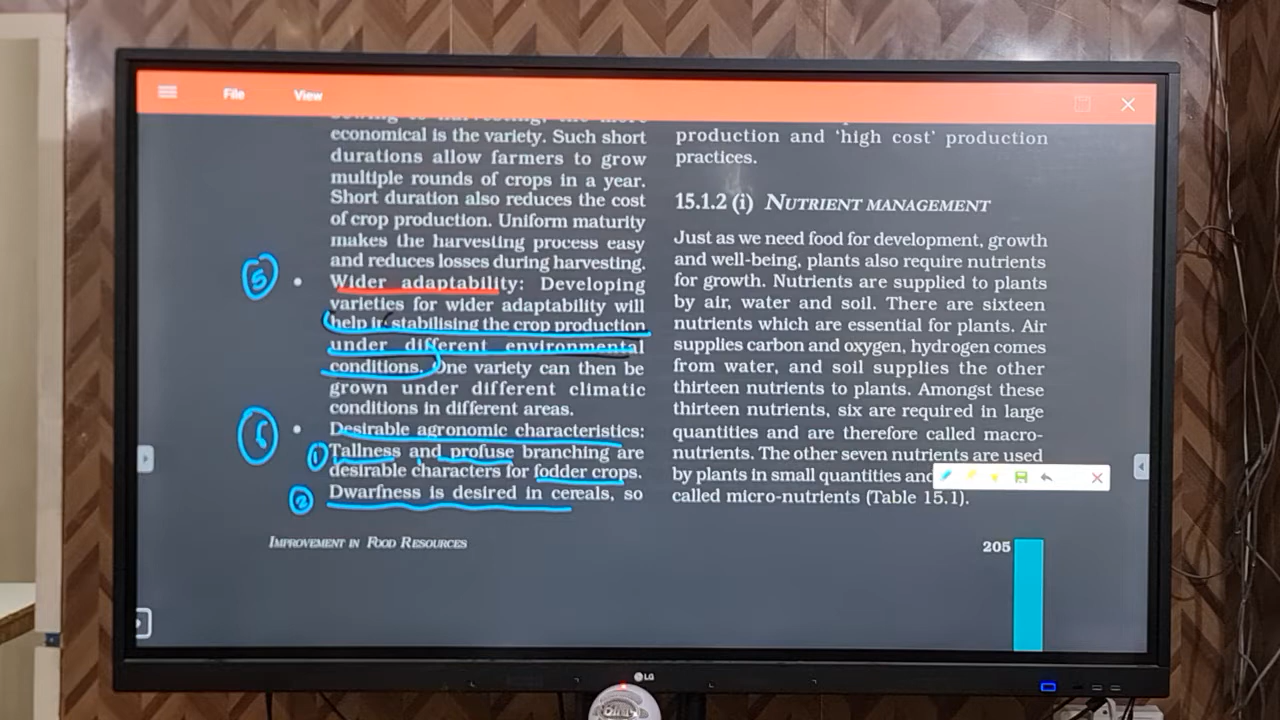 File View
economical is the variety. Such short
durations allow farmers to grow
multiple rounds of crops in a year.
Short duration also reduces the cost
of crop production. Uniform maturity
makes the harvesting process easy
and reduces losses during harvesting.
5
• Wider adaptability: Developing
varieties for wider adaptability will
help in stabilising the crop production
under different environmental
conditions. One variety can then be
grown under different climatic
conditions in different areas.
6
• Desirable agronomic characteristics:
1 Tallness and profuse branching are
desirable characters for fodder crops.
2 Dwarfness is desired in cereals, so
production and ‘high cost’ production
practices.
15.1.2 (i) NUTRIENT MANAGEMENT
Just as we need food for development, growth
and well-being, plants also require nutrients
for growth. Nutrients are supplied to plants
by air, water and soil. There are sixteen
nutrients which are essential for plants. Air
supplies carbon and oxygen, hydrogen comes
from water, and soil supplies the other
thirteen nutrients to plants. Amongst these
thirteen nutrients, six are required in large
quantities and are therefore called macro-
nutrients. The other seven nutrients are used
by plants in small quantities and
called micro-nutrients (Table 15.1).
IMPROVEMENT IN FOOD RESOURCES
205
LG